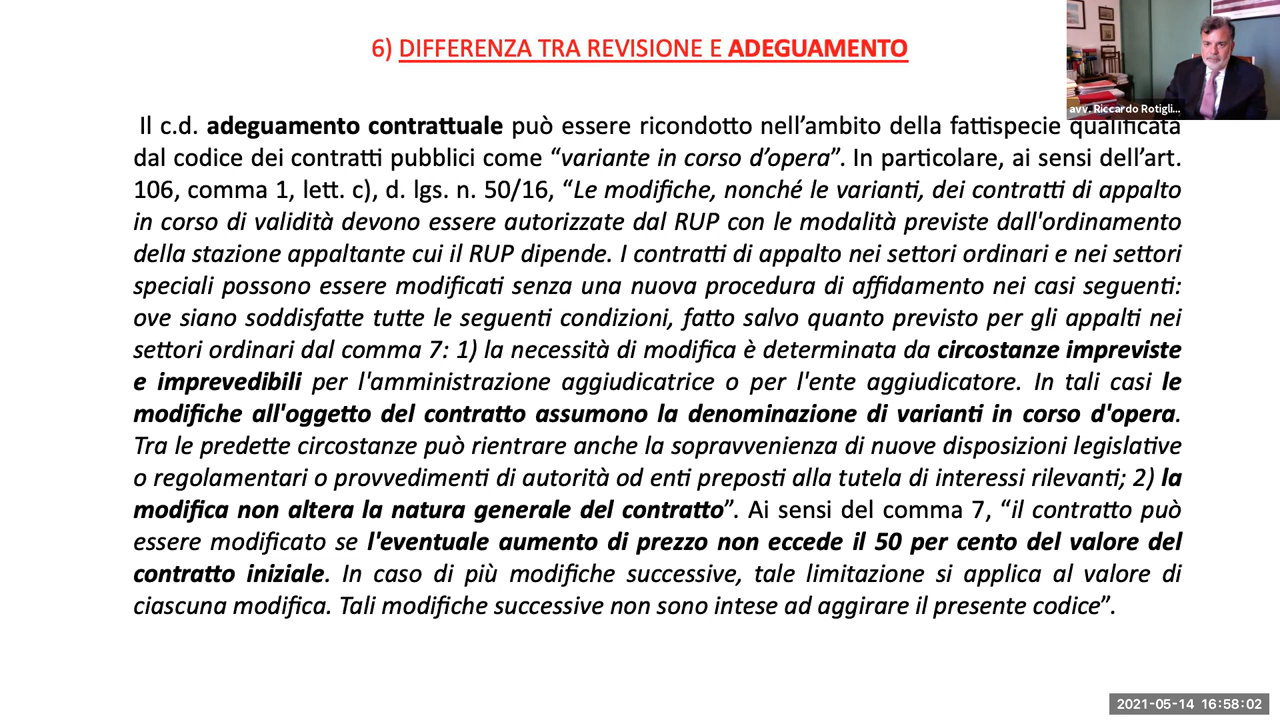 6) DIFFERENZA TRA REVISIONE E ADEGUAMENTO
avv. Riccardo Rotigli...
Il c.d. adeguamento contrattuale può essere ricondotto nell’ambito della fattispecie qualificata
dal codice dei contratti pubblici come “variante in corso d’opera”. In particolare, ai sensi dell’art.
106, comma 1, lett. c), d. lgs. n. 50/16, “Le modifiche, nonché le varianti, dei contratti di appalto
in corso di validità devono essere autorizzate dal RUP con le modalità previste dall'ordinamento
della stazione appaltante cui il RUP dipende. I contratti di appalto nei settori ordinari e nei settori
speciali possono essere modificati senza una nuova procedura di affidamento nei casi seguenti:
ove siano soddisfatte tutte le seguenti condizioni, fatto salvo quanto previsto per gli appalti nei
settori ordinari dal comma 7: 1) la necessità di modifica è determinata da circostanze impreviste
e imprevedibili per l'amministrazione aggiudicatrice o per l'ente aggiudicatore. In tali casi le
modifiche all'oggetto del contratto assumono la denominazione di varianti in corso d'opera.
Tra le predette circostanze può rientrare anche la sopravvenienza di nuove disposizioni legislative
o regolamentari o provvedimenti di autorità od enti preposti alla tutela di interessi rilevanti; 2) la
modifica non altera la natura generale del contratto”. Ai sensi del comma 7, “il contratto può
essere modificato se l'eventuale aumento di prezzo non eccede il 50 per cento del valore del
contratto iniziale. In caso di più modifiche successive, tale limitazione si applica al valore di
ciascuna modifica. Tali modifiche successive non sono intese ad aggirare il presente codice”.
2021-05-14 16:58:02